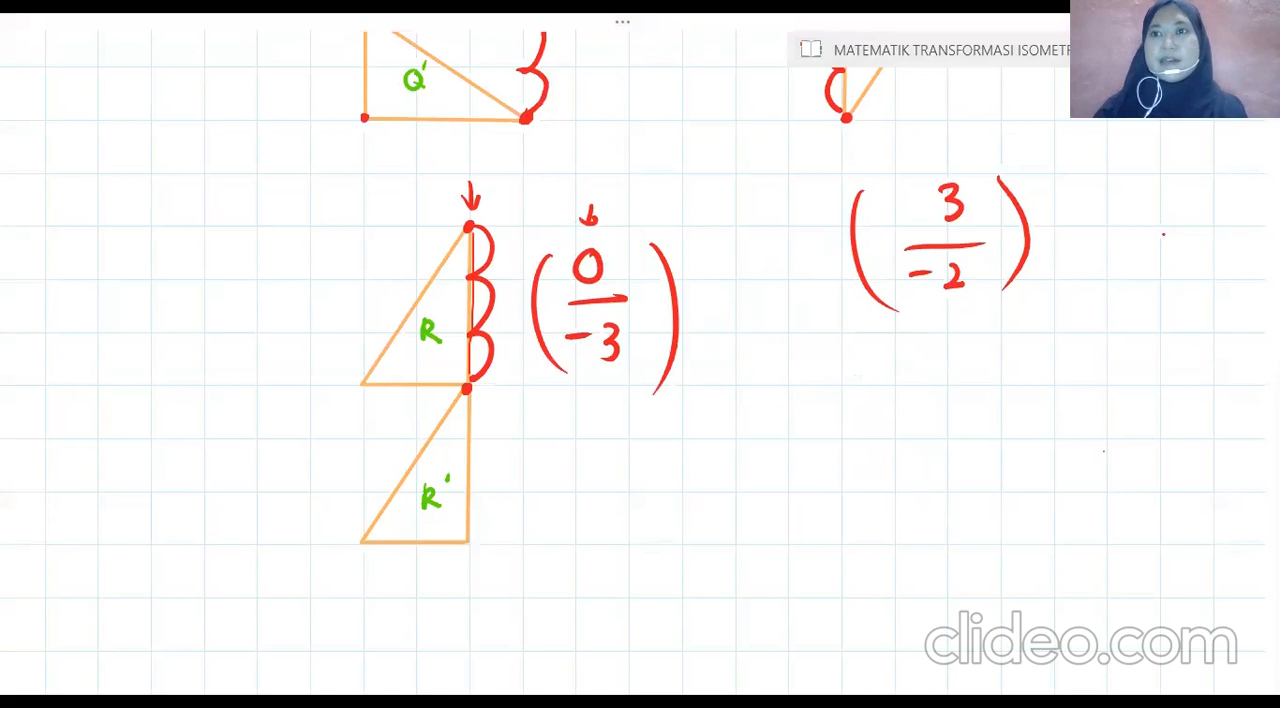 MATEMATIK TRANSFORMASI ISOMETR
Q'
3
-2
0
-3
R
R'
clideo.com